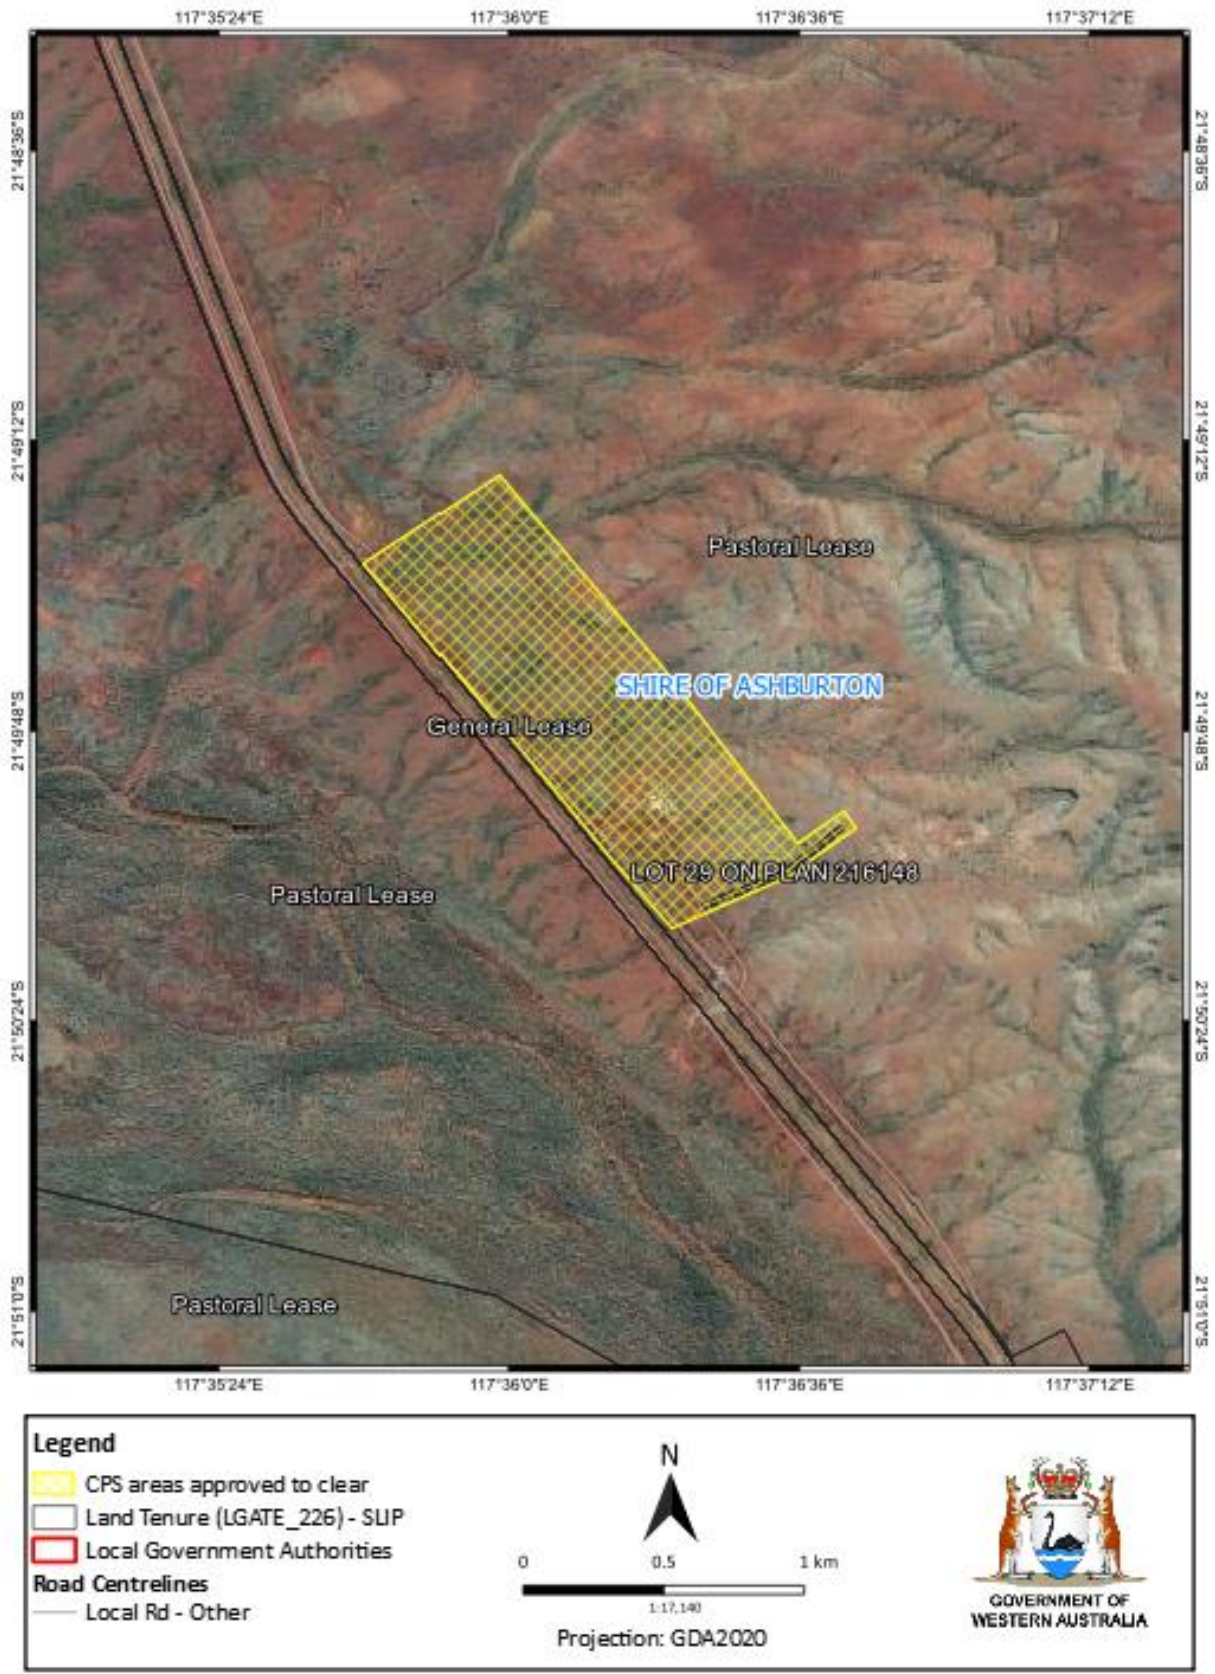 117°35'24"E
117°36'0"E
117°36'36"E
117°37'12"E
21°48'36"S
21°48'36"S
21°49'12"S
21°49'12"S
Pastoral Lease
SHIRE OF ASHBURTON
General Lease
21°49'48"S
21°49'48"S
LOT 29 ON PLAN 216148
Pastoral Lease
21°50'24"S
21°50'24"S
Pastoral Lease
21°51'0"S
21°51'0"S
117°35'24"E
117°36'0"E
117°36'36"E
117°37'12"E
Legend
CPS areas approved to clear
Land Tenure (LGATE_226) - SLIP
Local Government Authorities
Road Centrelines
Local Rd - Other
N
0 0.5 1 km
1:17,140
Projection: GDA2020
GOVERNMENT OF
WESTERN AUSTRALIA